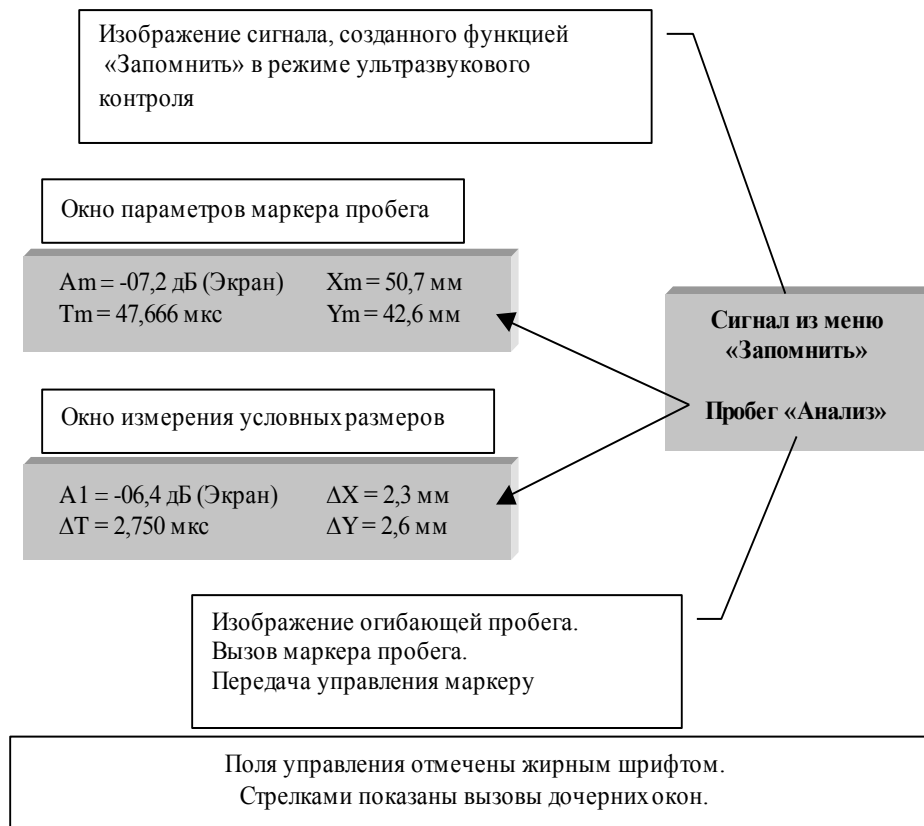 Изображение сигнала, созданного функцией
«Запомнить» в режиме ультразвукового
контроля
Окно параметров маркера пробега
Am = -07,2 дБ (Экран) Xm = 50,7 мм
Tm = 47,666 мкс Ym = 42,6 мм
Сигнал из меню
«Запомнить»
Пробег «Анализ»
Окно измерения условных размеров
A1 = -06,4 дБ (Экран) ΔX = 2,3 мм
ΔT = 2,750 мкс ΔY = 2,6 мм
Изображение огибающей пробега.
Вызов маркера пробега.
Передача управления маркеру
Поля управления отмечены жирным шрифтом.
Стрелками показаны вызовы дочерних окон.